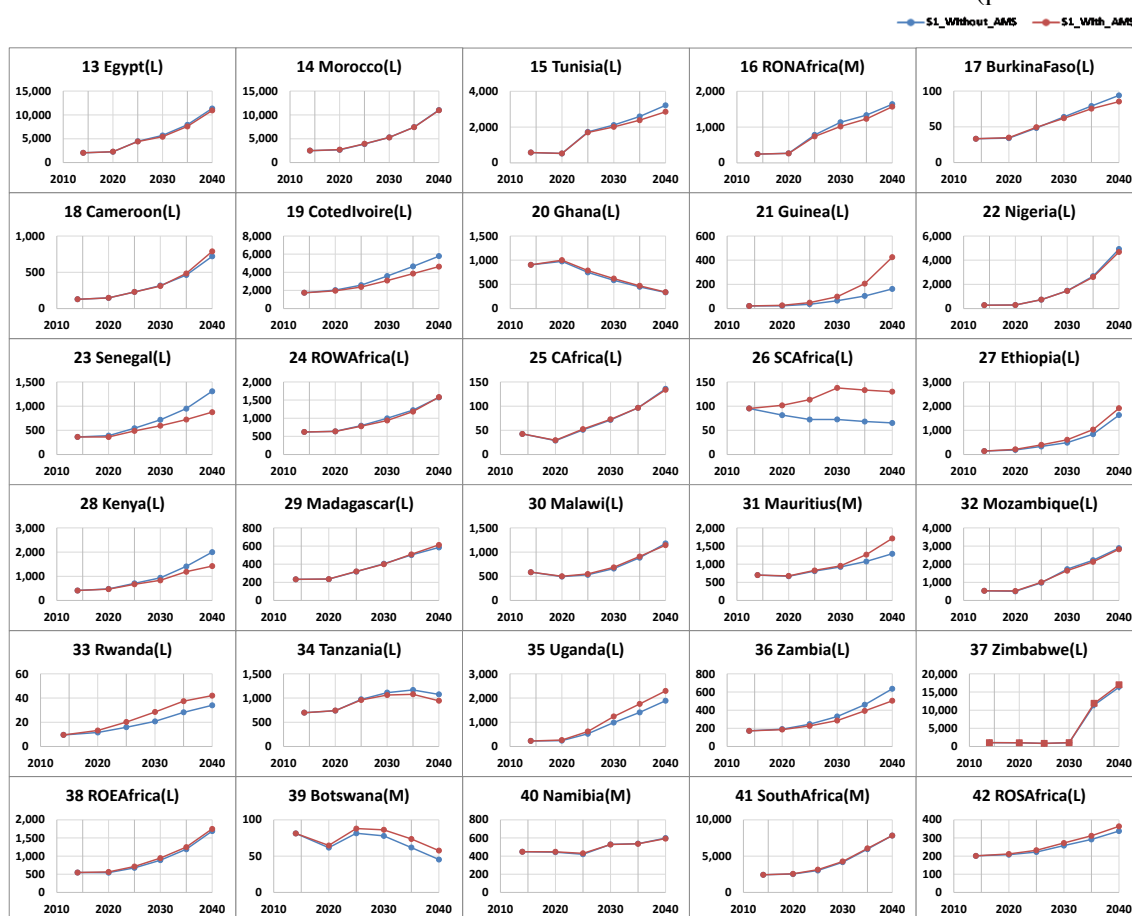 (p
S1_Without_AMS S1_With_AMS
13 Egypt(L) 14 Morocco(L) 15 Tunisia(L) 16 RONAfrica(M) 17 BurkinaFaso(L)
15,000 15,000 4,000 2,000 100
10,000 10,000
2,000 1,000 50
5,000 5,000
0 0 0 0 0
2010 2020 2030 2040 2010 2020 2030 2040 2010 2020 2030 2040 2010 2020 2030 2040 2010 2020 2030 2040
18 Cameroon(L) 19 CotedIvoire(L) 20 Ghana(L) 21 Guinea(L) 22 Nigeria(L)
1,000 8,000 1,500 600 6,000
6,000 1,000 400 4,000
500 4,000
2,000 500 200 2,000
0 0 0 0 0
2010 2020 2030 2040 2010 2020 2030 2040 2010 2020 2030 2040 2010 2020 2030 2040 2010 2020 2030 2040
23 Senegal(L) 24 ROWAfrica(L) 25 CAfrica(L) 26 SCAfrica(L) 27 Ethiopia(L)
1,500 2,000 150 150 3,000
1,000 1,500 100 100 2,000
1,000
500 500 50 50 1,000
0 0 0 0 0
2010 2020 2030 2040 2010 2020 2030 2040 2010 2020 2030 2040 2010 2020 2030 2040 2010 2020 2030 2040
28 Kenya(L) 29 Madagascar(L) 30 Malawi(L) 31 Mauritius(M) 32 Mozambique(L)
3,000 800 1,500 2,000 4,000
2,000 600 1,000 1,500 3,000
400 1,000 2,000
1,000 200 500 500 1,000
0 0 0 0 0
2010 2020 2030 2040 2010 2020 2030 2040 2010 2020 2030 2040 2010 2020 2030 2040 2010 2020 2030 2040
33 Rwanda(L) 34 Tanzania(L) 35 Uganda(L) 36 Zambia(L) 37 Zimbabwe(L)
60 1,500 3,000 800 20,000
40 1,000 2,000 600 15,000
400 10,000
20 500 1,000 200 5,000
0 0 0 0 0
2010 2020 2030 2040 2010 2020 2030 2040 2010 2020 2030 2040 2010 2020 2030 2040 2010 2020 2030 2040
38 ROEAfrica(L) 39 Botswana(M) 40 Namibia(M) 41 SouthAfrica(M) 42 ROSAfrica(L)
2,000 100 800 10,000 400
1,500 600 300
1,000 50 400 5,000 200
500 200 100
0 0 0 0 0
2010 2020 2030 2040 2010 2020 2030 2040 2010 2020 2030 2040 2010 2020 2030 2040 2010 2020 2030 2040